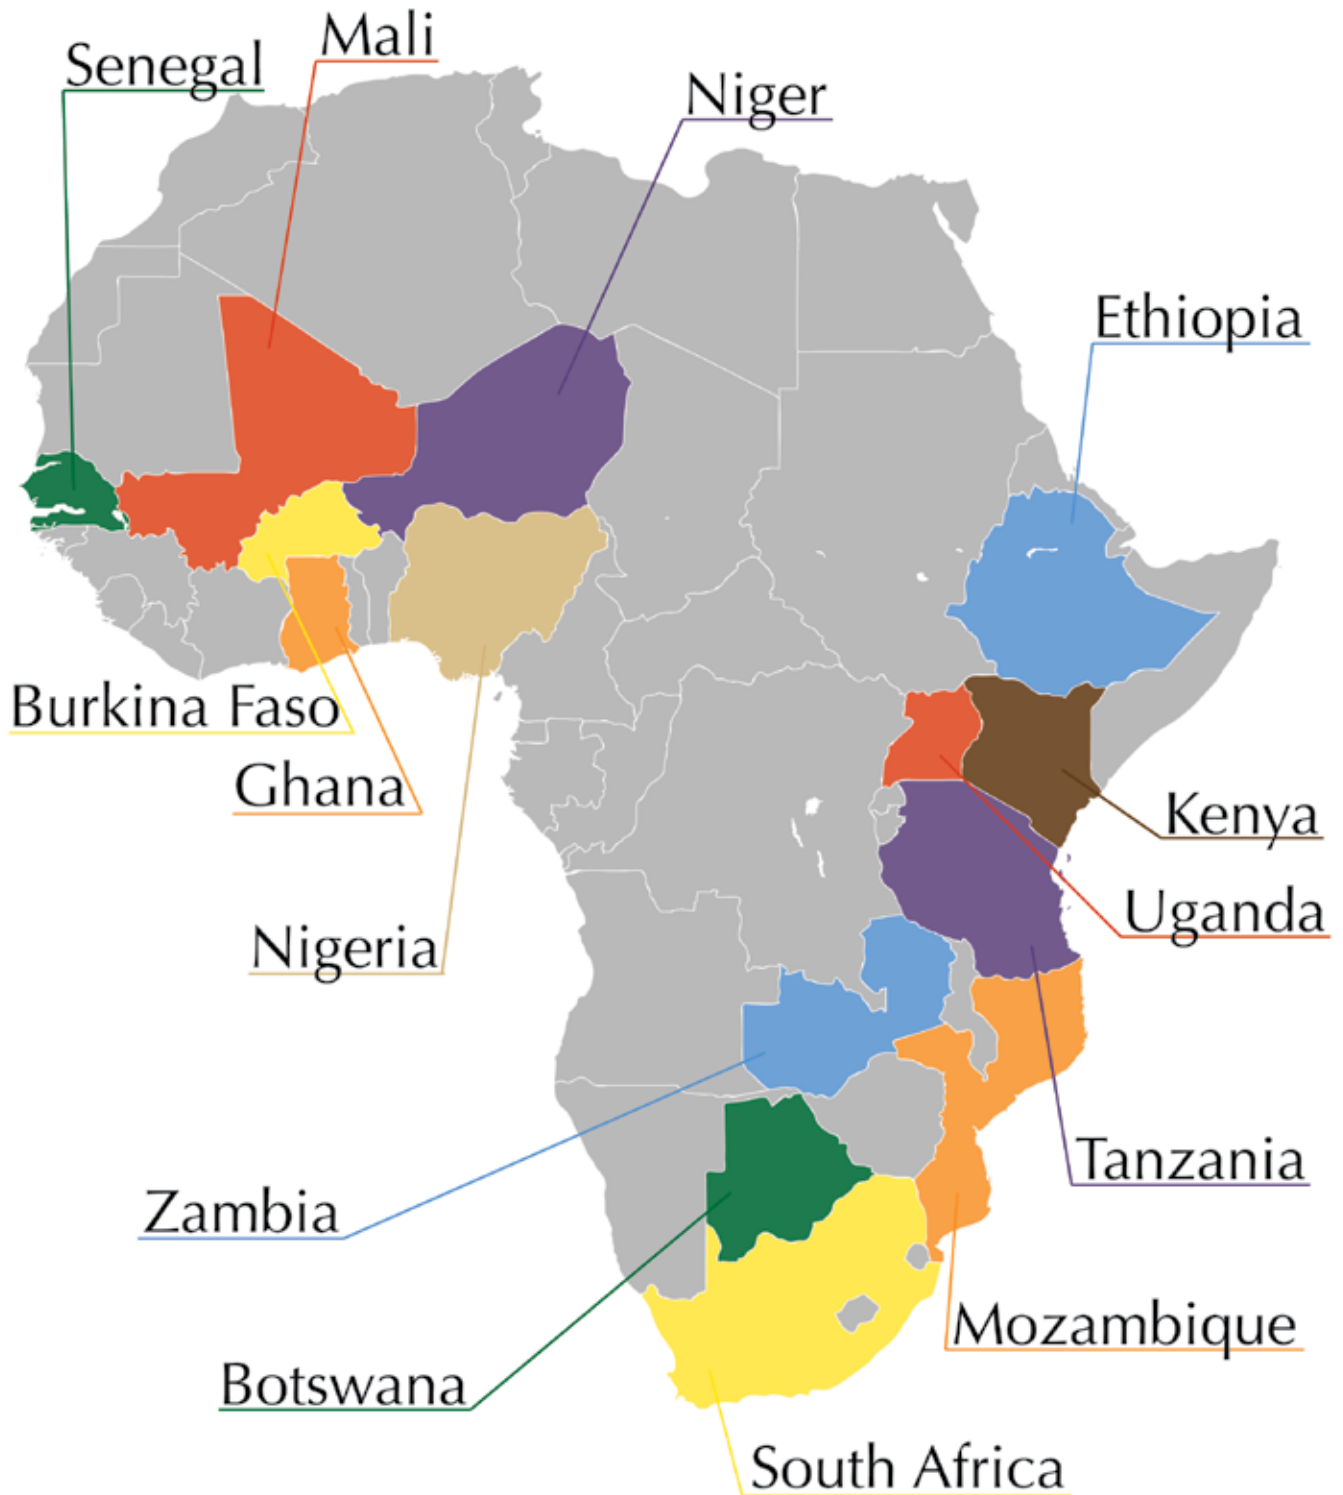 Mali
Senegal
Niger
Ethiopia
Burkina Faso
Ghana
Kenya
Uganda
Nigeria
Tanzania
Zambia
Mozambique
Botswana
South Africa